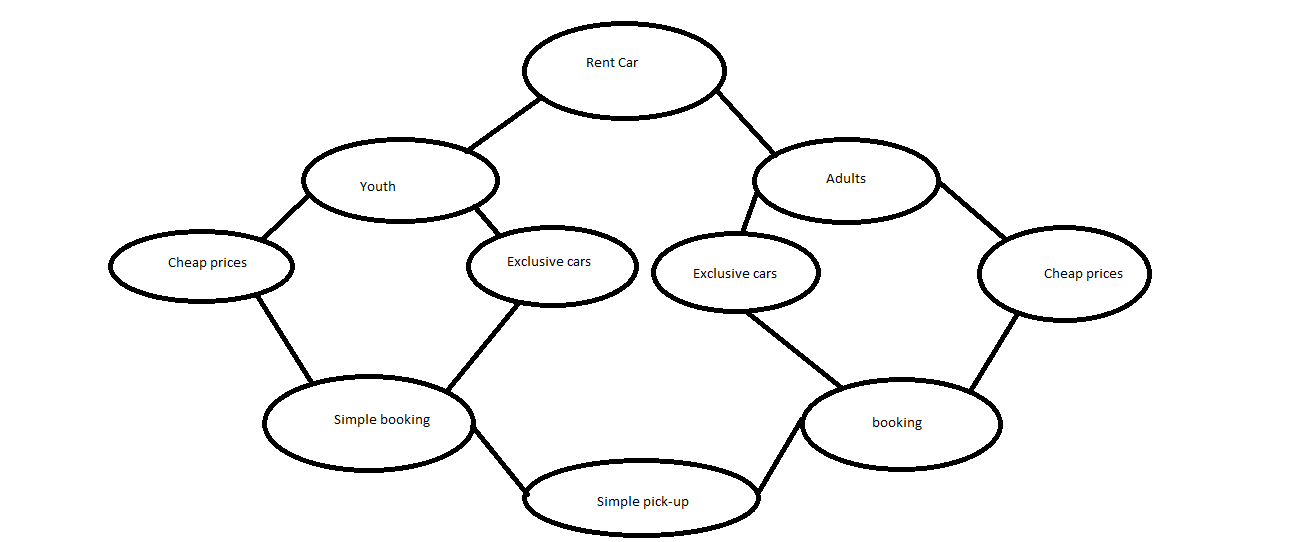 Rent Car
Youth
Adults
Cheap prices
Exclusive cars
Exclusive cars
Cheap prices
Simple booking
booking
Simple pick-up